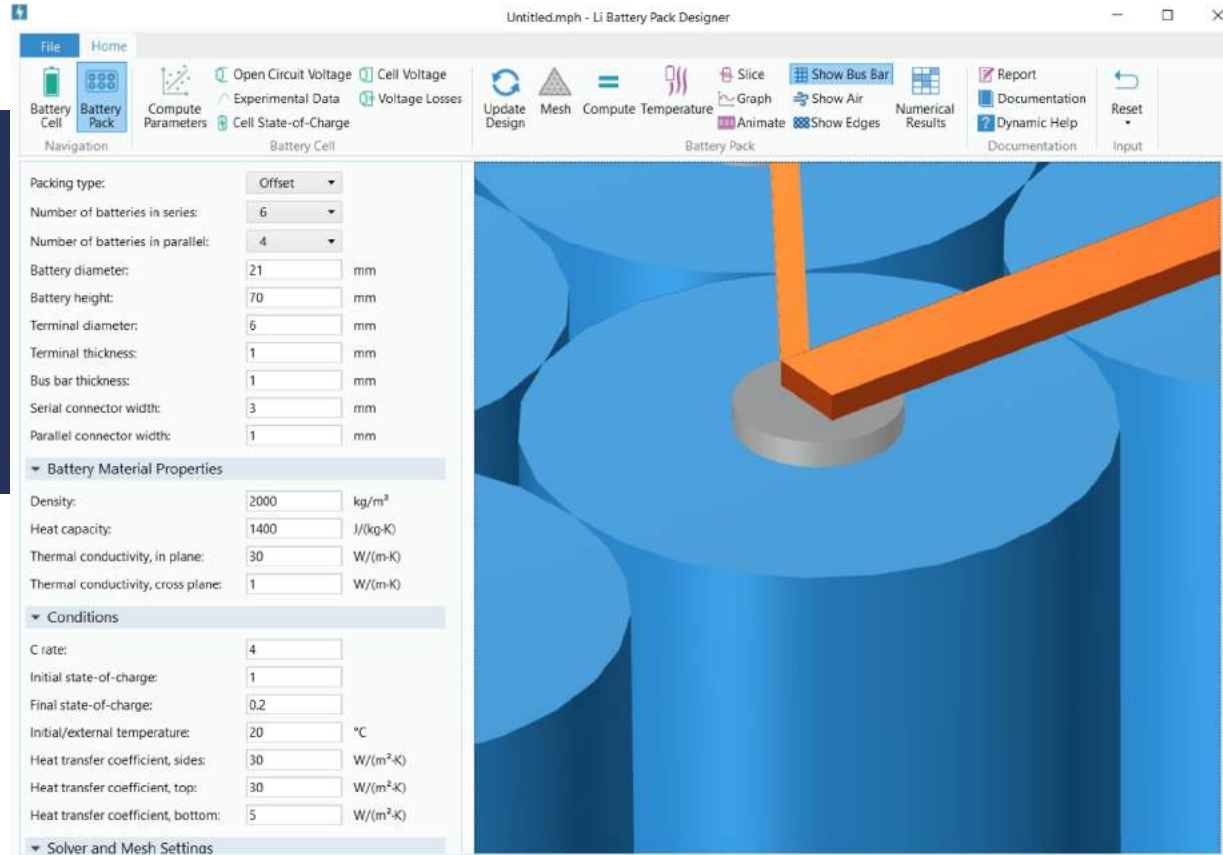 Untitled.mph - Li Battery Pack Designer
File Home
Battery Cell
Battery Pack
Navigation
Compute Parameters
Open Circuit Voltage
Experimental Data
Cell State-of-Charge
Cell Voltage
Voltage Losses
Battery Cell
Update Design
Mesh
Compute
Temperature
Slice
Graph
Animate
Show Bus Bar
Show Air
Show Edges
Numerical Results
Battery Pack
Report
Documentation
Dynamic Help
Documentation
Reset
Input
Packing type: Offset
Number of batteries in series: 6
Number of batteries in parallel: 4
Battery diameter: 21 mm
Battery height: 70 mm
Terminal diameter: 6 mm
Terminal thickness: 1 mm
Bus bar thickness: 1 mm
Serial connector width: 3 mm
Parallel connector width: 1 mm
Battery Material Properties
Density: 2000 kg/m³
Heat capacity: 1400 J/(kg·K)
Thermal conductivity, in plane: 30 W/(m·K)
Thermal conductivity, cross plane: 1 W/(m·K)
Conditions
C rate: 4
Initial state-of-charge: 1
Final state-of-charge: 0.2
Initial/external temperature: 20 °C
Heat transfer coefficient, sides: 30 W/(m²·K)
Heat transfer coefficient, top: 30 W/(m²·K)
Heat transfer coefficient, bottom: 5 W/(m²·K)
Solver and Mesh Settings